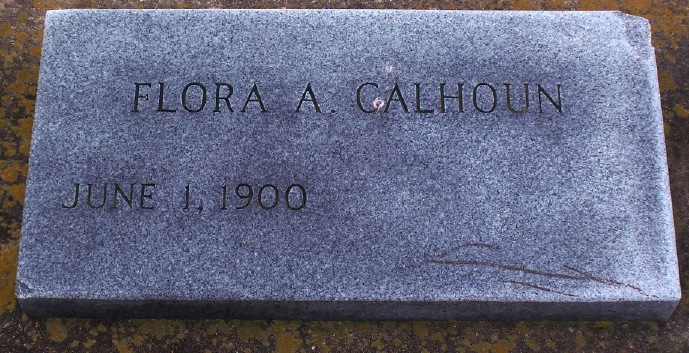 FLORA A. CALHOUN
JUNE 1, 1900